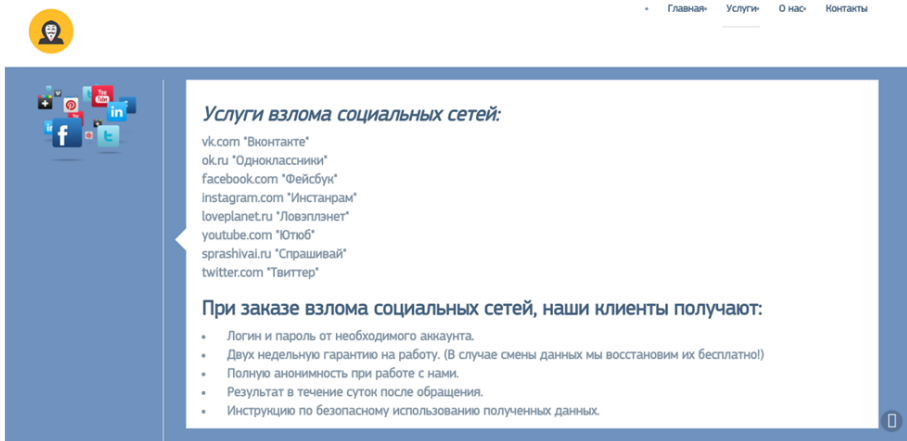 Главная
Услуги
О нас
Контакты
Услуги взлома социальных сетей:
vk.com "Вконтакте"
ok.ru "Одноклассники"
facebook.com "Фейсбук"
instagram.com "Инстанрам"
loveplanet.ru "Ловэплэнет"
youtube.com "Ютюб"
sprashivai.ru "Спрашивай"
twitter.com "Твиттер"
При заказе взлома социальных сетей, наши клиенты получают:
Логин и пароль от необходимого аккаунта.
Двух недельную гарантию на работу. (В случае смены данных мы восстановим их бесплатно!)
Полную анонимность при работе с нами.
Результат в течение суток после обращения.
Инструкцию по безопасному использованию полученных данных.